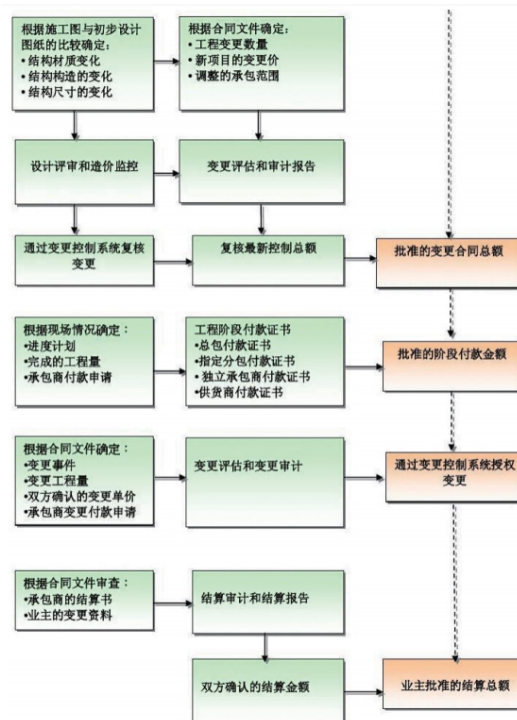 根据施工图与初步设计
图纸的比较确定：
•结构材质变化
•结构构造的变化
•结构尺寸的变化
根据合同文件确定：
•工程变更数量
•新项目的变更价
•调整的承包范围
设计评审和造价监控
变更评估和审计报告
通过变更控制系统复核
变更
复核最新控制总额
批准的变更合同总额
根据现场情况确定：
•进度计划
•完成的工程量
•承包商付款申请
工程阶段付款证书
•总包付款证书
•指定分包付款证书
• 独立承包商付款证书
•供货商付款证书
批准的阶段付款金额
根据合同文件确定：
•变更事件
•变更工程量
•双方确认的变更单价
•承包商变更付款申请
变更评估和变更审计
通过变更控制系统授权
变更
根据合同文件审查：
•承包商的结算书
•业主的变更资料
结算审计和结算报告
双方确认的结算金额
业主批准的结算总额